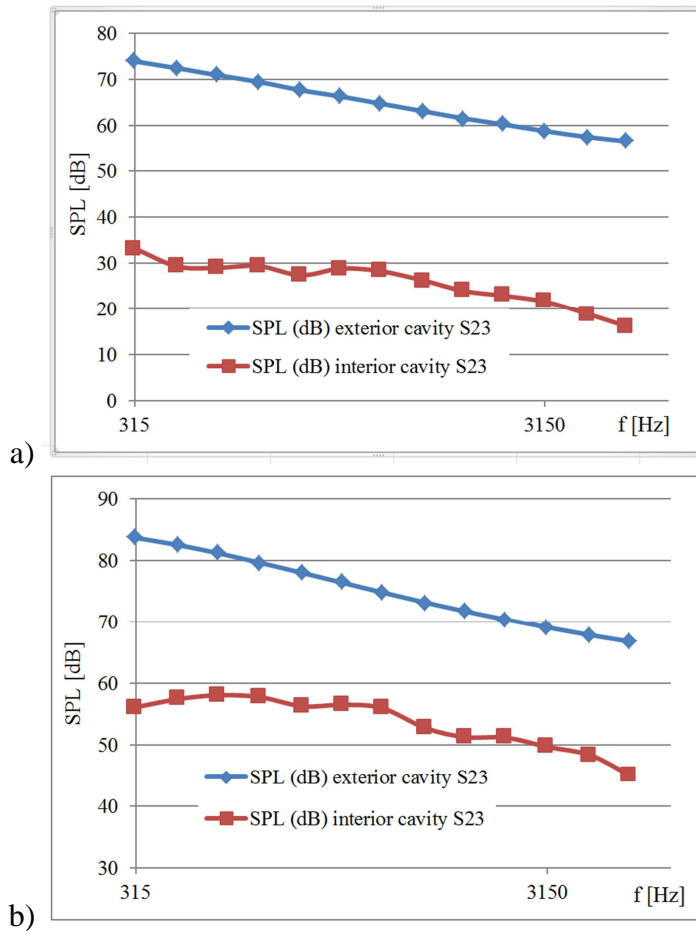 80
70
60
50
40
30
20
10
0
SPL [dB]
SPL (dB) exterior cavity S23
SPL (dB) interior cavity S23
315
3150
f [Hz]
a)
90
80
70
60
50
40
30
SPL [dB]
SPL (dB) exterior cavity S23
SPL (dB) interior cavity S23
315
3150
f [Hz]
b)